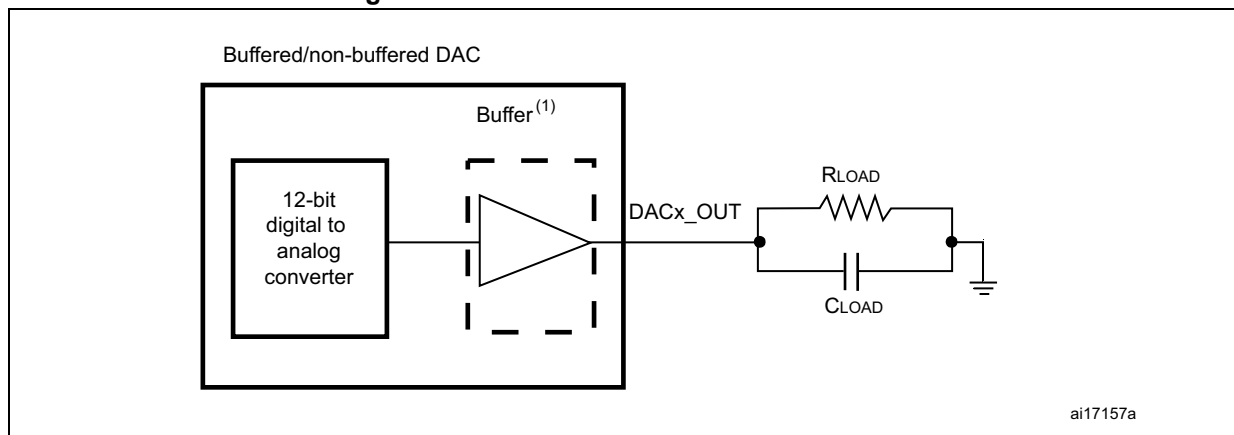 Buffered/non-buffered DAC
Buffer(1)
12-bit
digital to
analog
converter
DACx_OUT
RLOAD
CLOAD
ai17157a